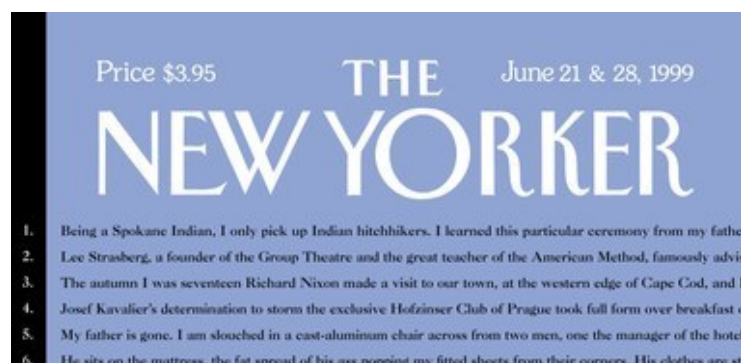 Price $3.95 THE June 21 & 28, 1999
NEW YORKER
1. Being a Spokane Indian, I only pick up Indian hitchhikers. I learned this particular ceremony from my fathe
2. Lee Strasberg, a founder of the Group Theatre and the great teacher of the American Method, famously advi
3. The autumn I was seventeen Richard Nixon made a visit to our town, at the western edge of Cape Cod, and
4. Josef Kavalier's determination to storm the exclusive Hofzinser Club of Prague took full form over breakfast
5. My father is gone. I am slouched in a cast-aluminum chair across from two men, one the manager of the hotel
6. He sits on the mattress, the fat spread of his ass popping my fitted sheets from their corners. His clothes are